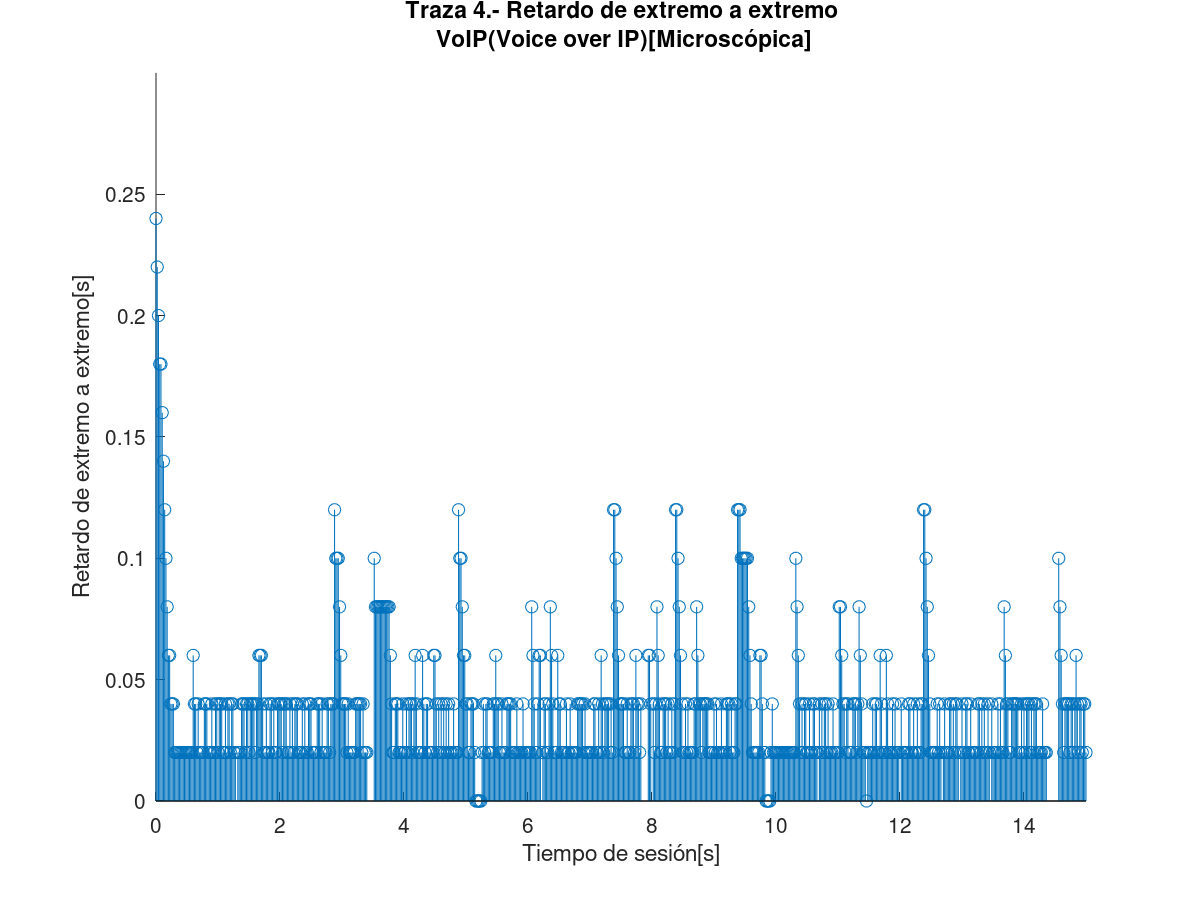 Traza 4.- Retardo de extremo a extremo
VoIP(Voice over IP)[Microscópica]
Retardo de extremo a extremo[s]
0.25
0.2
0.15
0.1
0.05
0
0 2 4 6 8 10 12 14
Tiempo de sesión[s]